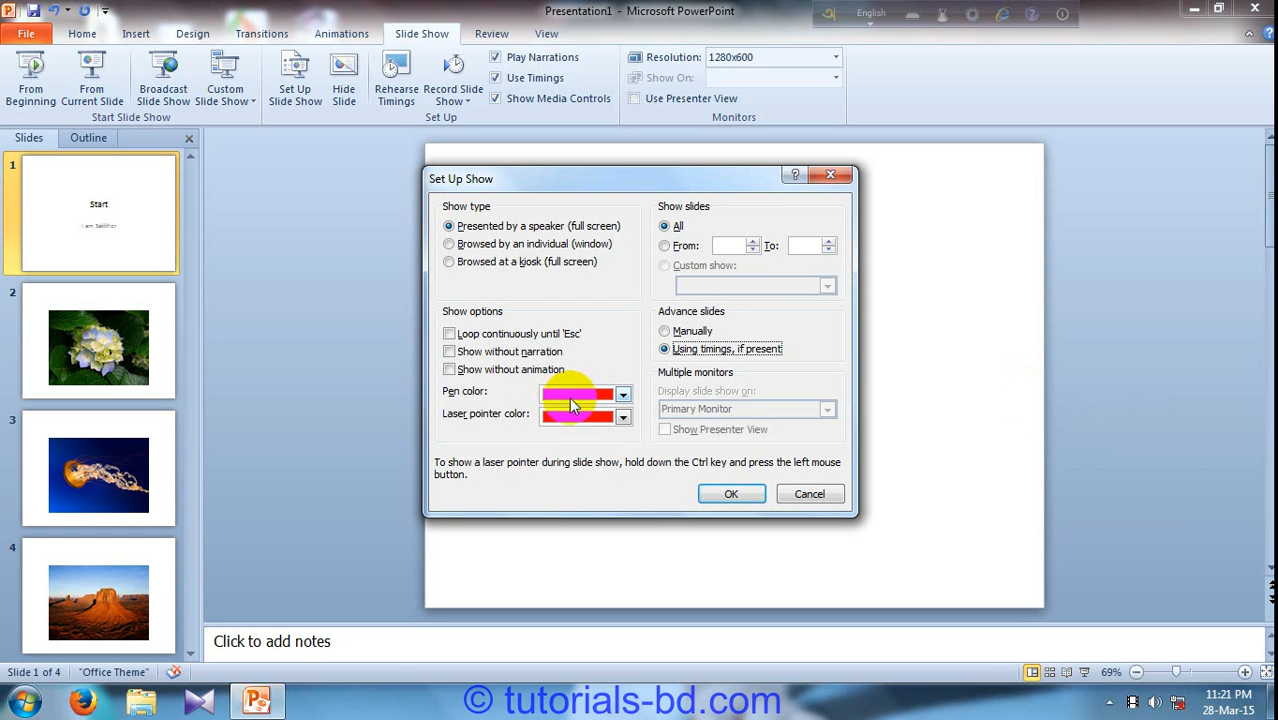 Presentation1 - Microsoft PowerPoint
English
File Home Insert Design Transitions Animations Slide Show Review View
From Beginning
From Current Slide
Broadcast Slide Show
Custom Slide Show
Set Up Slide Show
Hide Slide
Rehearse Timings
Record Slide Show
Play Narrations
Use Timings
Show Media Controls
Resolution: 1280x600
Show On:
Use Presenter View
Start Slide Show
Set Up
Monitors
Slides Outline
1
Start
I am Sakkhor
2
3
4
Set Up Show
Show type
Presented by a speaker (full screen)
Browsed by an individual (window)
Browsed at a kiosk (full screen)
Show slides
All
From: To:
Custom show:
Show options
Loop continuously until 'Esc'
Show without narration
Show without animation
Pen color:
Laser pointer color:
Advance slides
Manually
Using timings, if present
Multiple monitors
Display slide show on:
Primary Monitor
Show Presenter View
To show a laser pointer during slide show, hold down the Ctrl key and press the left mouse
button.
OK Cancel
Click to add notes
Slide 1 of 4 "Office Theme" 69%
© tutorials-bd.com
11:21 PM
28-Mar-15